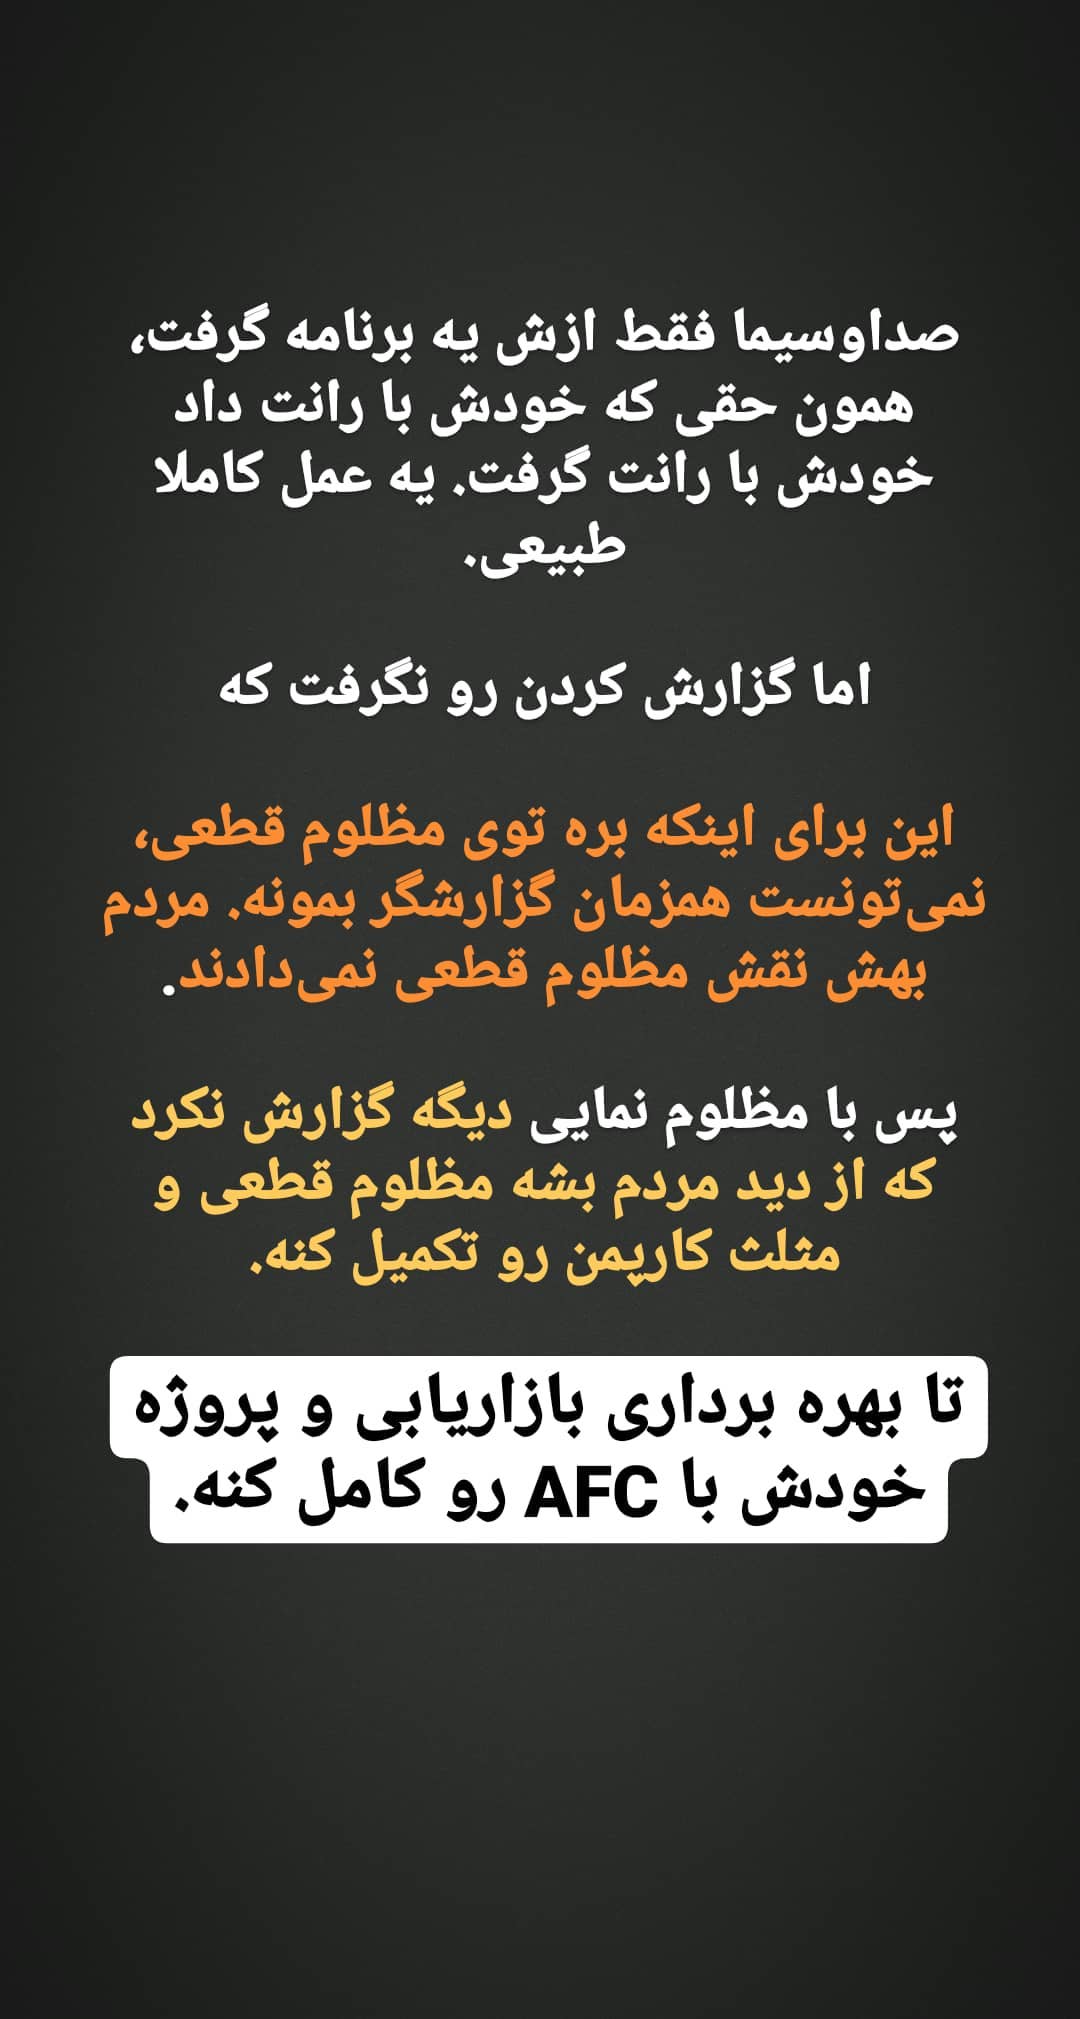 صداوسیما فقط ازش یه برنامه گرفت،
همون حقی که خودش با رانت داد
خودش با رانت گرفت. یه عمل کاملا
طبیعی.
اما گزارش کردن رو نگرفت که
این برای اینکه بره توی مظلوم قطعی،
نمی‌تونست همزمان گزارشگر بمونه. مردم
بهش نقش مظلوم قطعی نمی‌دادند.
پس با مظلوم نمایی دیگه گزارش نکرد
که از دید مردم بشه مظلوم قطعی و
مثلث کارپمن رو تکمیل کنه.
تا بهره برداری بازاریابی و پروژه
خودش با AFC رو کامل کنه.